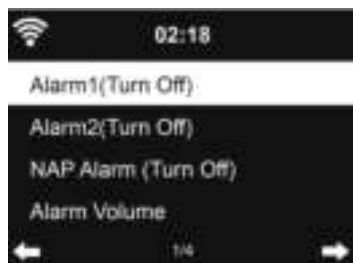 02:18
Alarm1(Turn Off)
Alarm2(Turn Off)
NAP Alarm (Turn Off)
Alarm Volume
1/4